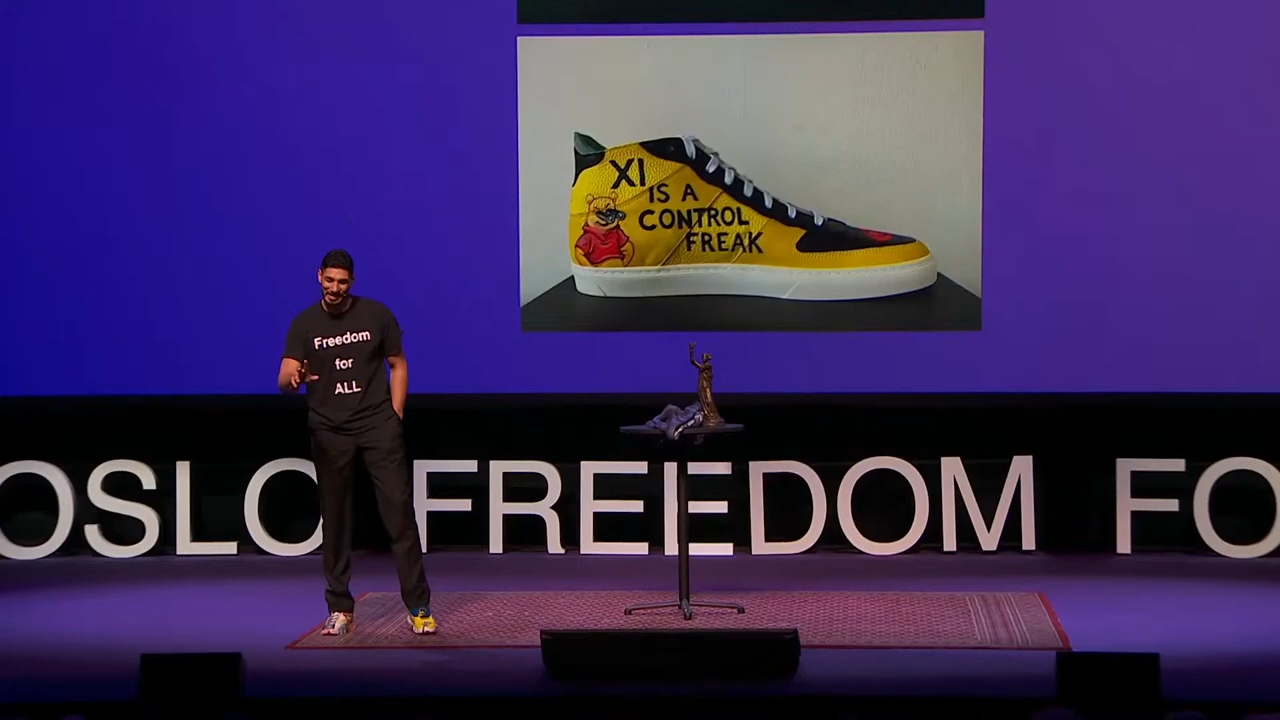 XI
IS A
CONTROL
FREAK
Freedom
for
ALL
OSLO FREEDOM FO